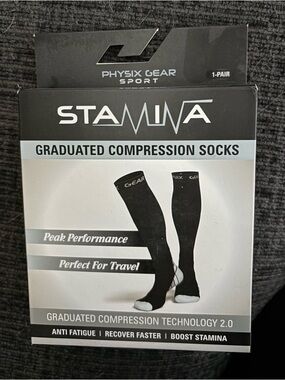 PHYSIX GEAR
SPORT
1-PAIR
STAMINA
GRADUATED COMPRESSION SOCKS
GEAR
Peak Performance
Perfect For Travel
GRADUATED COMPRESSION TECHNOLOGY 2.0
ANTI FATIGUE | RECOVER FASTER | BOOST STAMINA